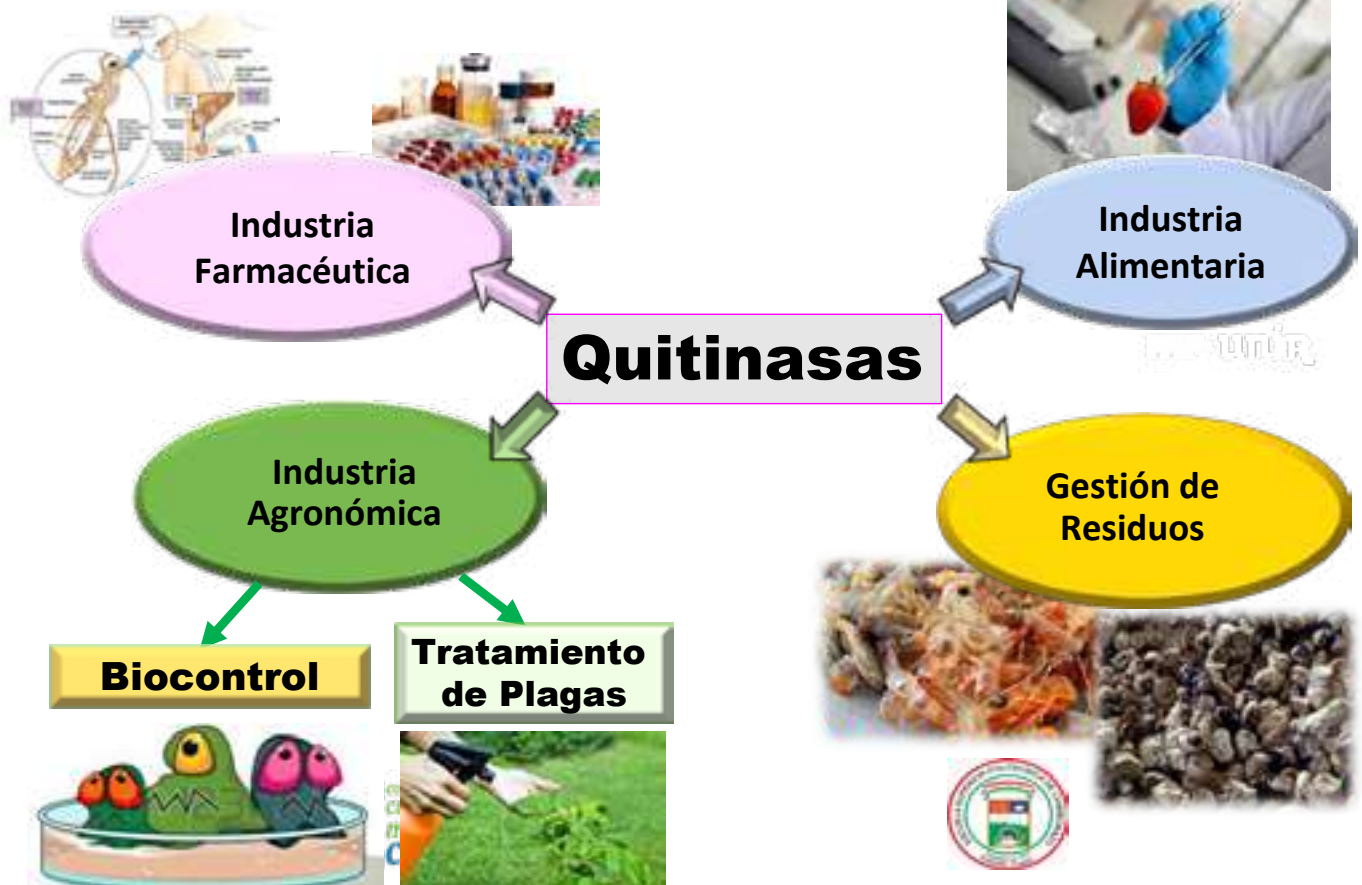 Industria
Farmacéutica
Industria
Alimentaria
Quitinasas
Industria
Agronómica
Gestión de
Residuos
Biocontrol
Tratamiento
de Plagas